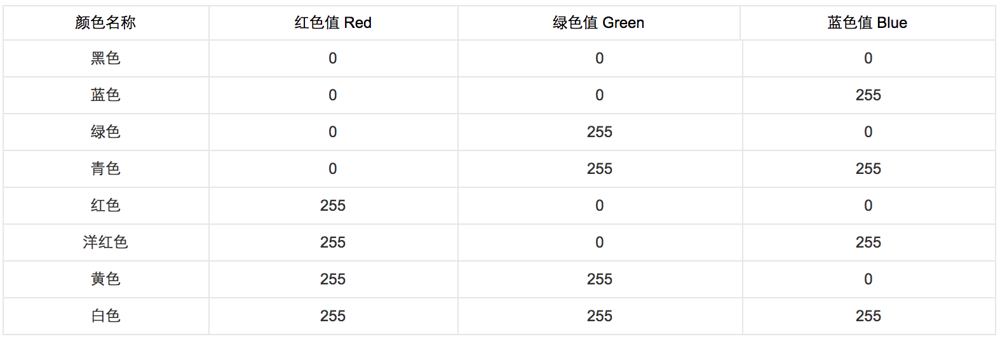 颜色名称 红色值 Red 绿色值 Green 蓝色值 Blue
黑色 0 0 0
蓝色 0 0 255
绿色 0 255 0
青色 0 255 255
红色 255 0 0
洋红色 255 0 255
黄色 255 255 0
白色 255 255 255